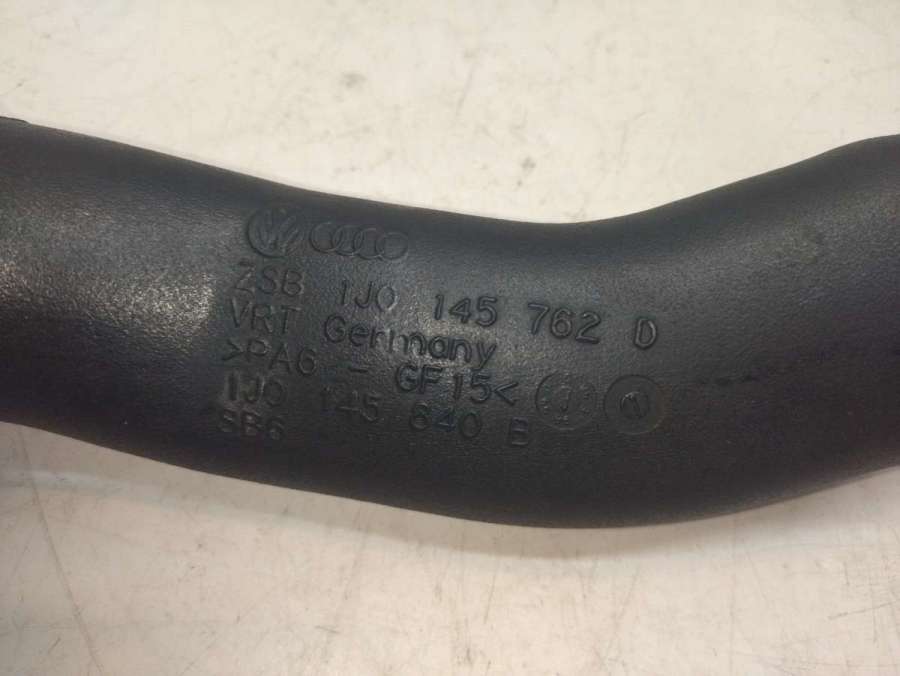 ZSB 1J0 145 762 D
VRT Germany
>PA6 - GF15<
1J0 145 840 B
SB6